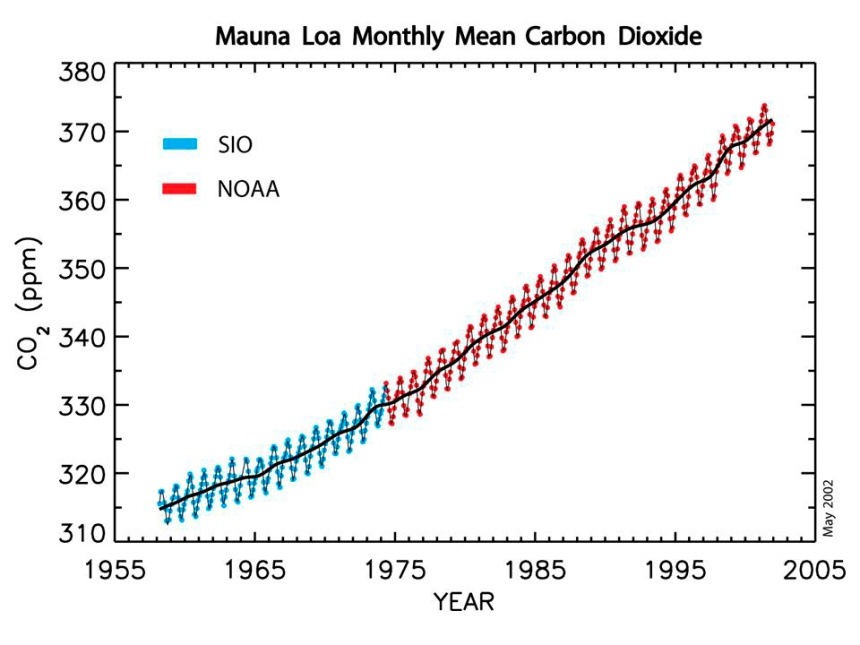 Mauna Loa Monthly Mean Carbon Dioxide
380
370
360
350
340
330
320
310
CO₂ (ppm)
SIO
NOAA
May 2002
1955 1965 1975 1985 1995 2005
YEAR